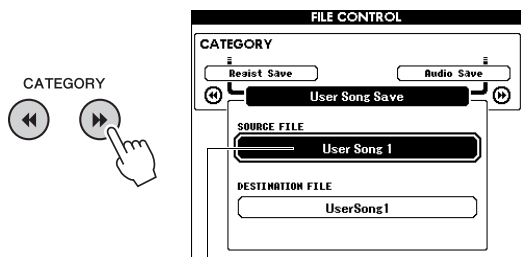 FILE CONTROL
CATEGORY
Regist Save
Audio Save
User Song Save
CATEGORY
SOURCE FILE
User Song 1
DESTINATION FILE
UserSong1